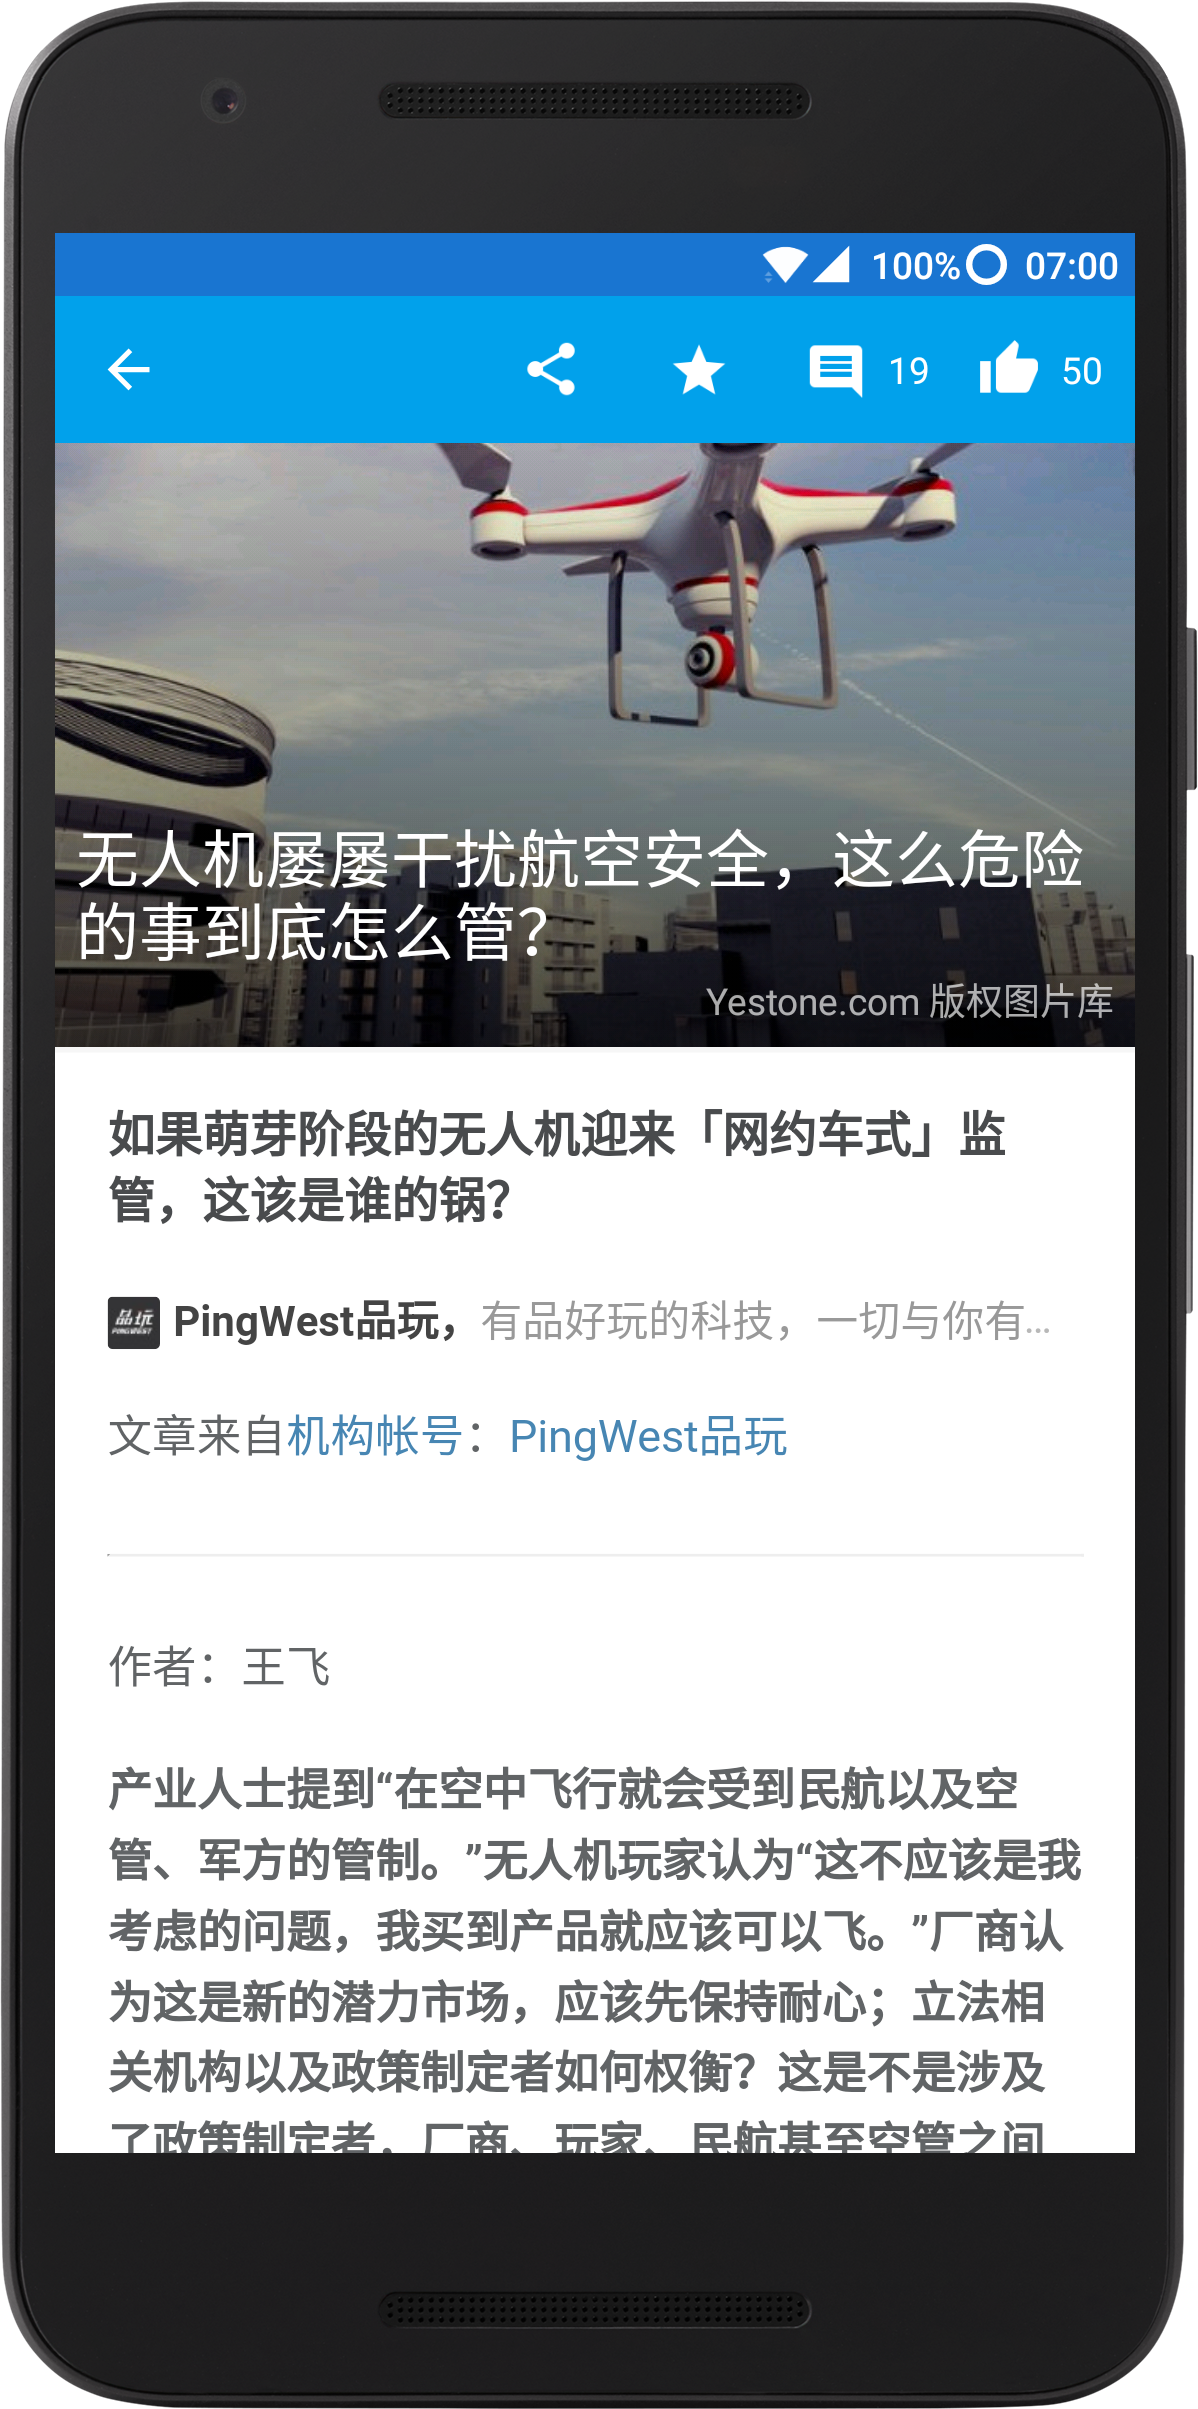 100% 07:00
19 50
无人机屡屡干扰航空安全，这么危险
的事到底怎么管？
Yestone.com 版权图片库
如果萌芽阶段的无人机迎来「网约车式」监
管，这该是谁的锅？
品玩
PINGWEST
PingWest品玩，有品好玩的科技，一切与你有...
文章来自机构帐号：PingWest品玩
作者：王飞
产业人士提到“在空中飞行就会受到民航以及空
管、军方的管制。”无人机玩家认为“这不应该是我
考虑的问题，我买到产品就应该可以飞。”厂商认
为这是新的潜力市场，应该先保持耐心；立法相
关机构以及政策制定者如何权衡？这是不是涉及
了政策制定者，厂商、玩家、民航甚至空管之间